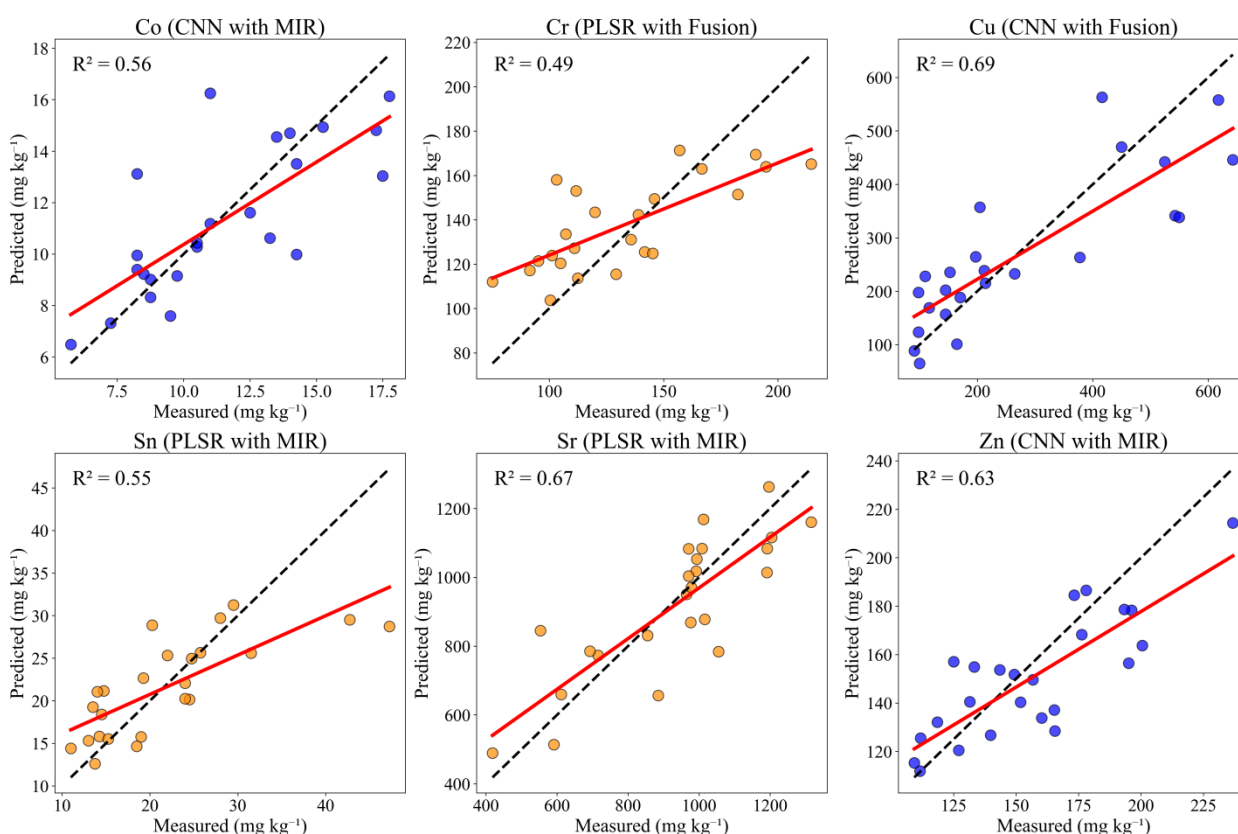 Co (CNN with MIR)
R² = 0.56
18
16
14
12
10
8
6
Predicted (mg kg⁻¹)
7.5
10.0
12.5
15.0
17.5
Measured (mg kg⁻¹)
Cr (PLSR with Fusion)
R² = 0.49
220
200
180
160
140
120
100
80
Predicted (mg kg⁻¹)
100
150
200
Measured (mg kg⁻¹)
Cu (CNN with Fusion)
R² = 0.69
600
500
400
300
200
100
Predicted (mg kg⁻¹)
200
400
600
Measured (mg kg⁻¹)
Sn (PLSR with MIR)
R² = 0.55
45
40
35
30
25
20
15
10
Predicted (mg kg⁻¹)
10
20
30
40
Measured (mg kg⁻¹)
Sr (PLSR with MIR)
R² = 0.67
1200
1000
800
600
400
Predicted (mg kg⁻¹)
400
600
800
1000
1200
Measured (mg kg⁻¹)
Zn (CNN with MIR)
R² = 0.63
240
220
200
180
160
140
120
Predicted (mg kg⁻¹)
125
150
175
200
225
Measured (mg kg⁻¹)